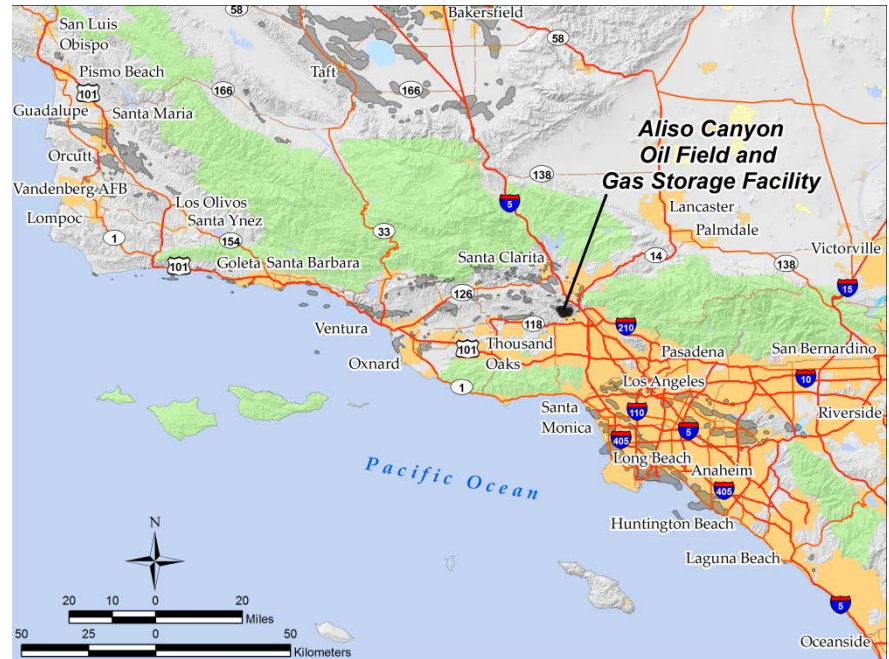 58
Bakersfield
San Luis
Obispo
58
Pismo Beach
Taft
101
166
166
Guadalupe
Santa Maria
Aliso Canyon
Oil Field and
Gas Storage Facility
Orcutt
138
Vandenberg AFB
Los Olivos
5
Lancaster
Lompoc
Santa Ynez
33
Palmdale
1
154
Victorville
101
Goleta
Santa Barbara
Santa Clarita
14
138
15
126
Ventura
118
210
Oxnard
101
Thousand
Oaks
Pasadena
San Bernardino
1
Los Angeles
10
Santa
Monica
110
Riverside
405
5
Long Beach
Pacific Ocean
Anaheim
405
Huntington Beach
N
Laguna Beach
20 10 0 20
Miles
5
50 25 0 50
Kilometers
Oceanside